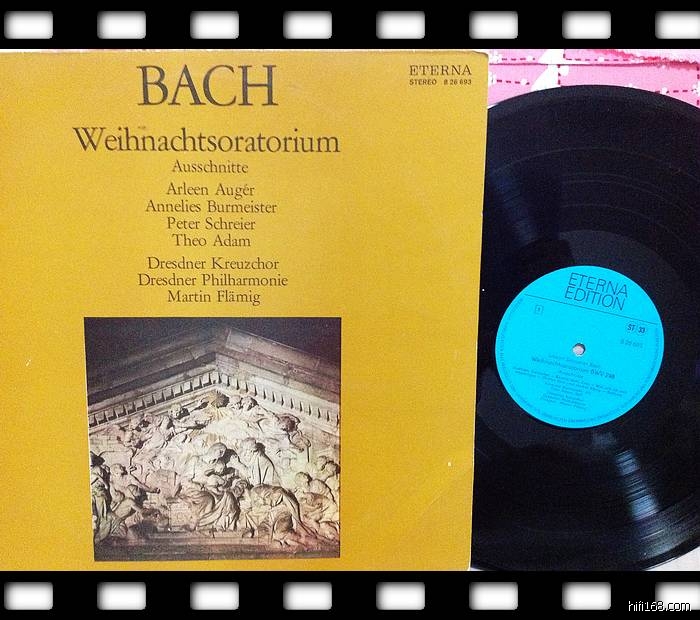 BACH
Weihnachtsoratorium
Ausschnitte
Arleen Augér
Annelies Burmeister
Peter Schreier
Theo Adam
Dresdner Kreuzchor
Dresdner Philharmonie
Martin Flämig
ETERNA
STEREO 8 26 693
ETERNA
EDITION
1
ST 33
Weihnachtsoratorium BWV 248
hifi168.com